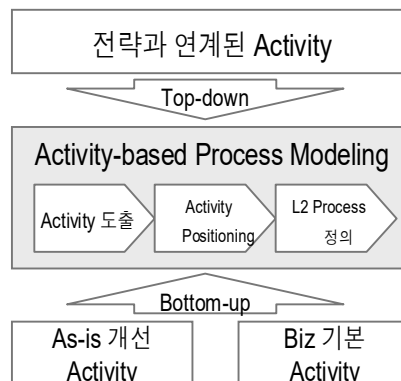 전략과 연계된 Activity
Top-down
Activity-based Process Modeling
Activity 도출
Activity
Positioning
L2 Process
정의
Bottom-up
As-is 개선
Activity
Biz 기본
Activity